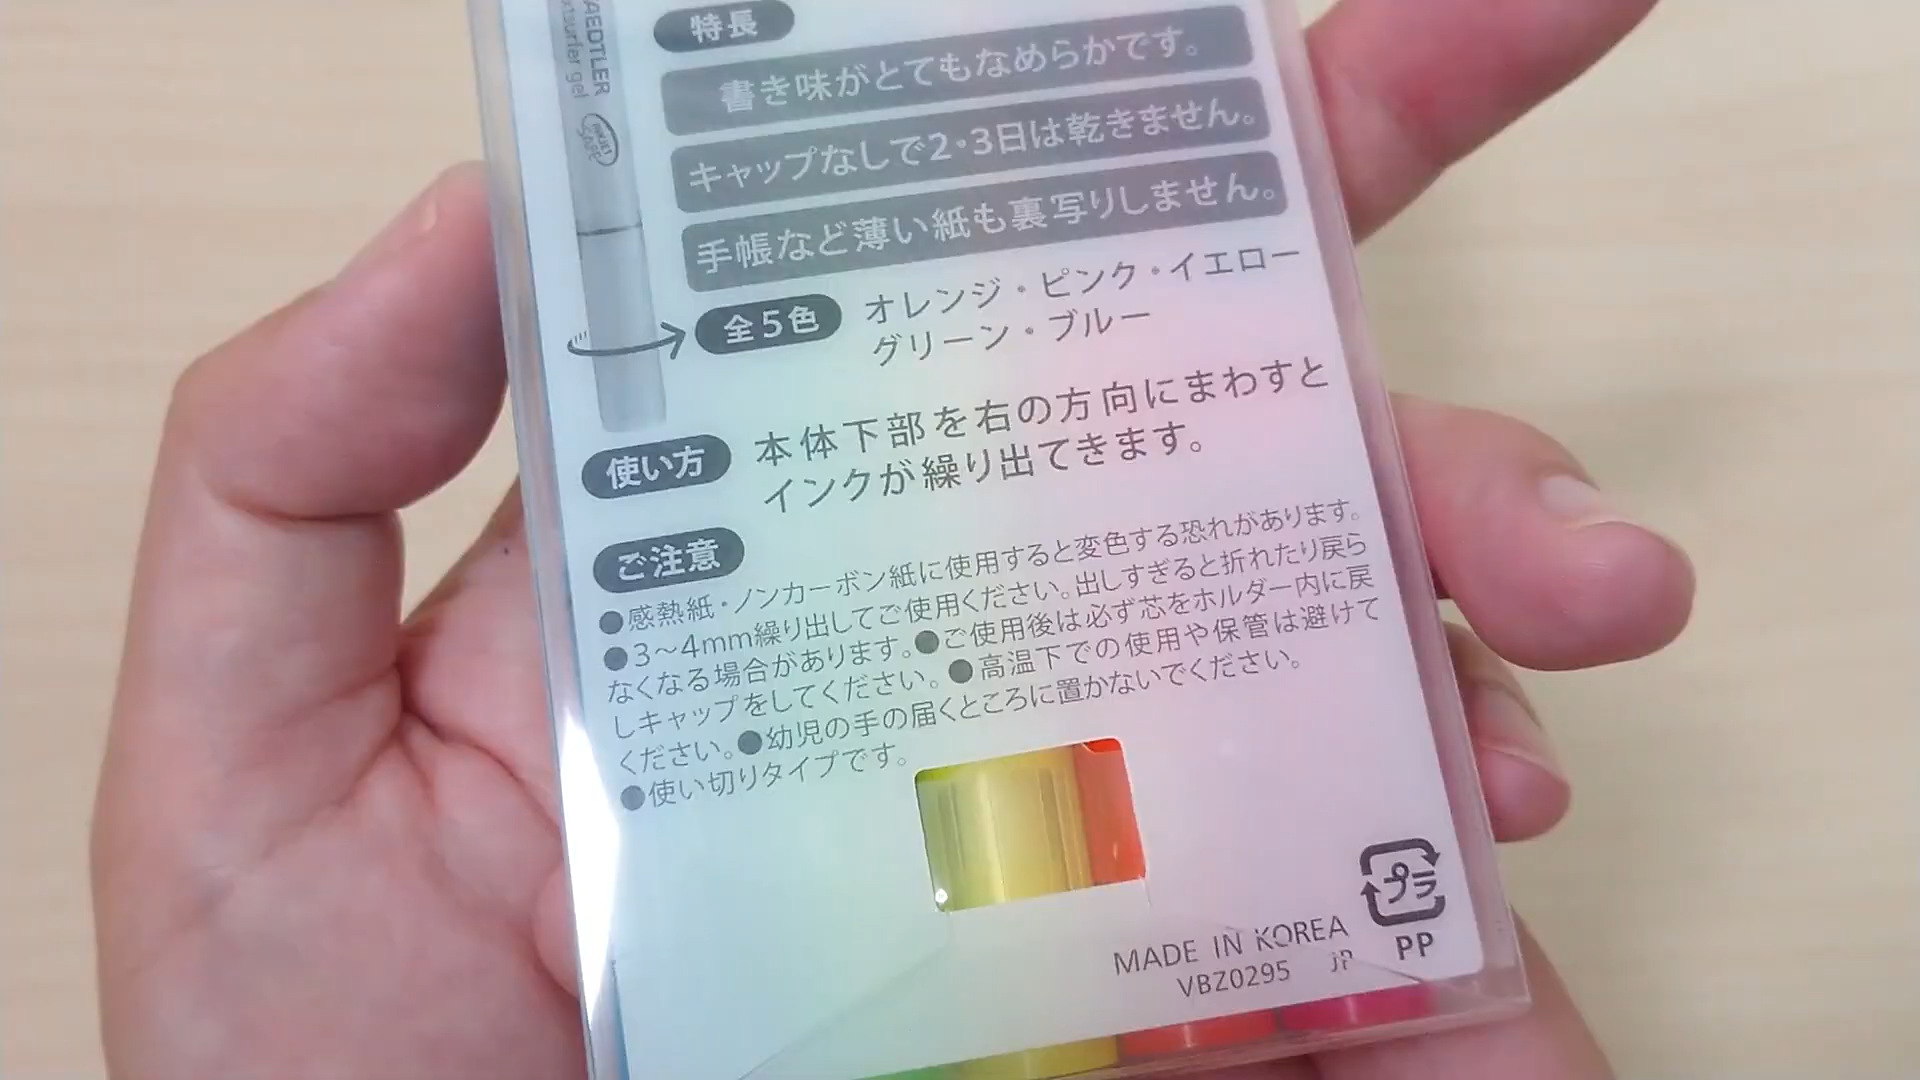 AEDTLER
surfer gel
INKJET
SAFE
特長
書き味がとてもなめらかです。
キャップなしで2・3日は乾きません。
手帳など薄い紙も裏写りしません。
全5色
オレンジ・ピンク・イエロー
グリーン・ブルー
使い方
本体下部を右の方向にまわすと
インクが繰り出てきます。
ご注意
●感熱紙・ノンカーボン紙に使用すると変色する恐れがあります。
●3〜4mm繰り出してご使用ください。出しすぎると折れたり戻ら
なくなる場合があります。●ご使用後は必ず芯をホルダー内に戻
しキャップをしてください。●高温下での使用や保管は避けて
ください。●幼児の手の届くところに置かないでください。
●使い切りタイプです。
プラ
PP
MADE IN KOREA
VBZ0295 JP